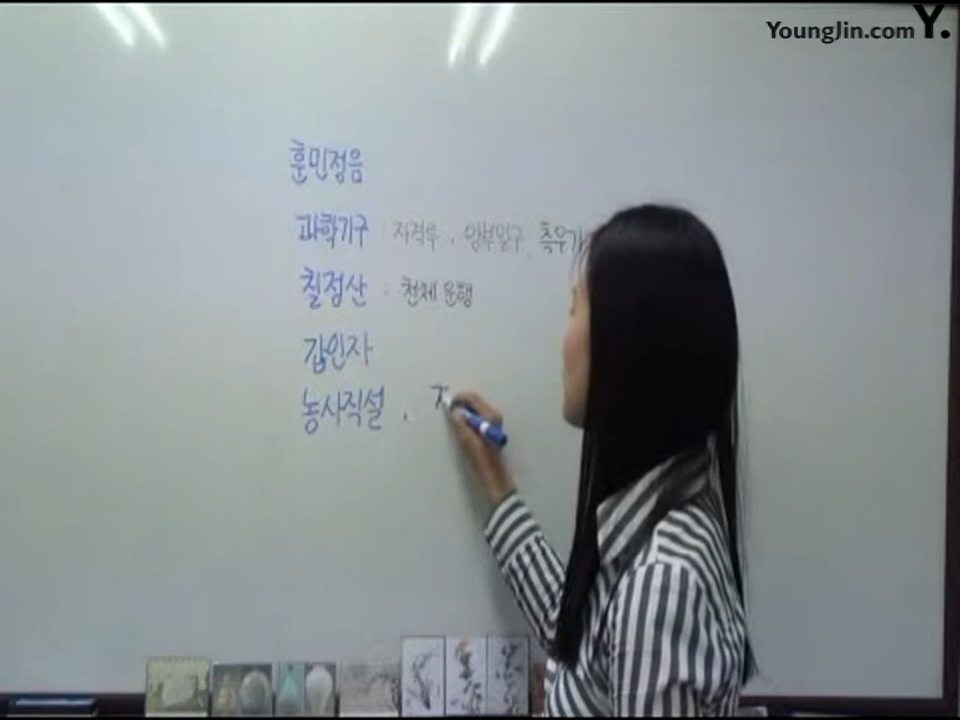 YoungJin.com Y.
훈민정음
과학기구 : 자격루, 앙부일구, 측우기
칠정산 : 천체 운행
갑인자
농사직설,